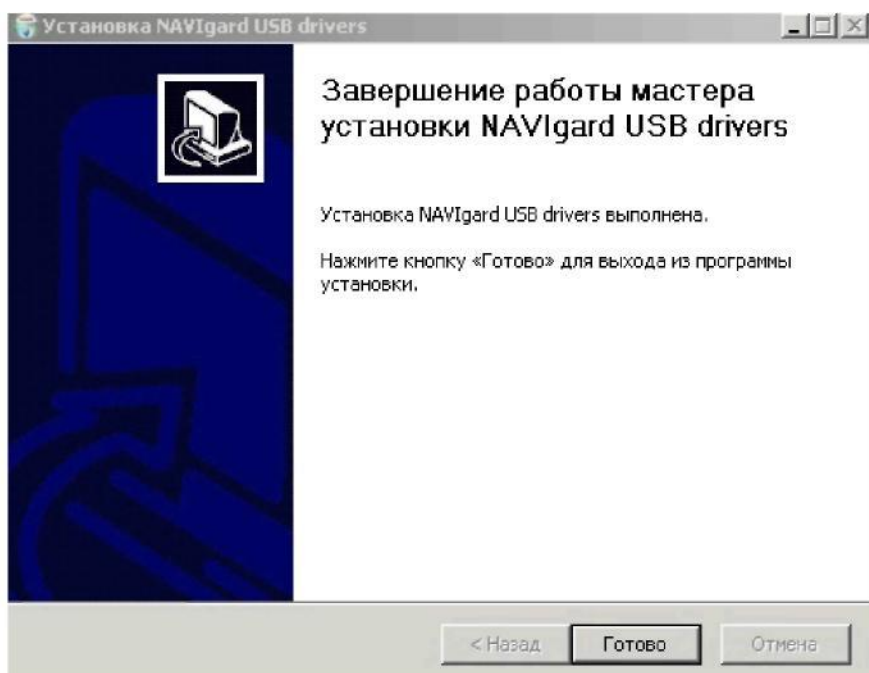 Установка NAVIgard USB drivers
Завершение работы мастера
установки NAVIgard USB drivers
Установка NAVIgard USB drivers выполнена.
Нажмите кнопку «Готово» для выхода из программы
установки.
< Назад Готово Отмена